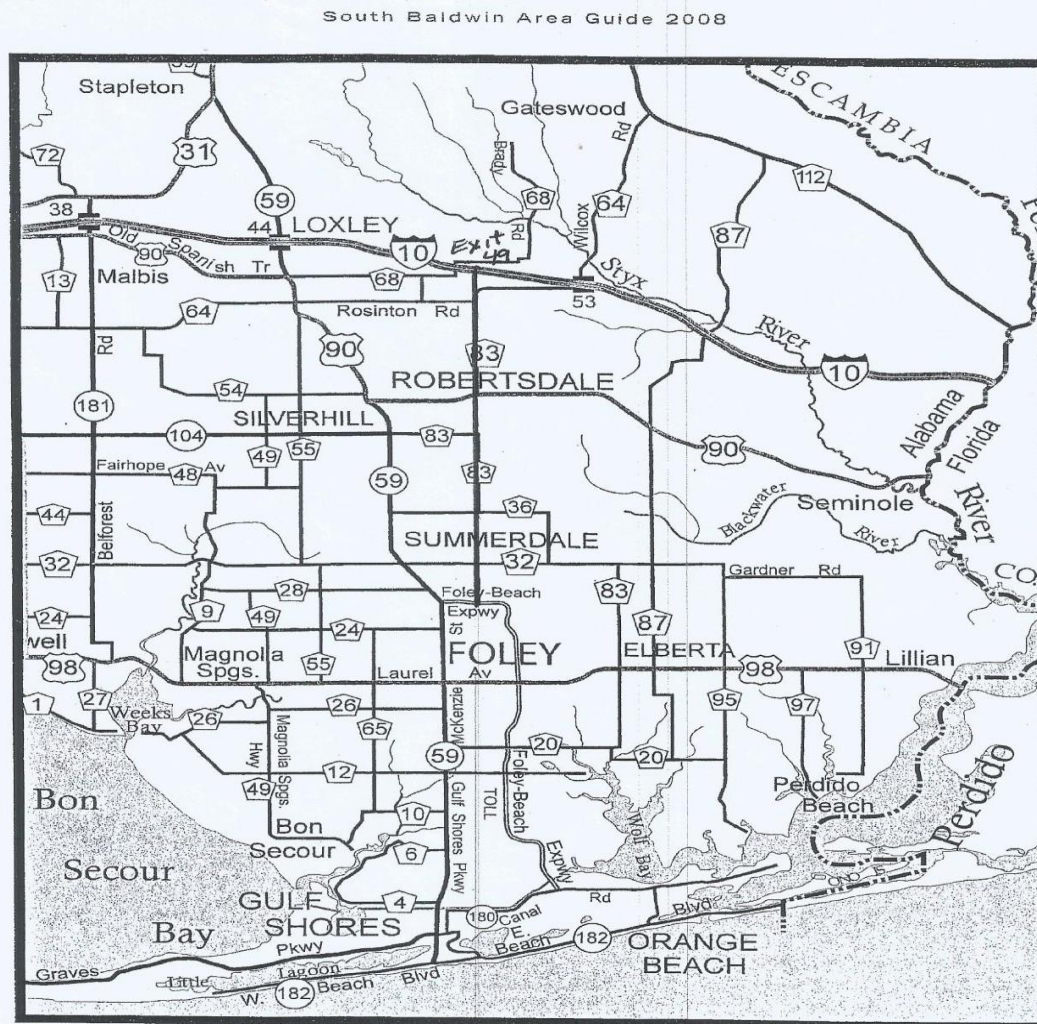 South Baldwin Area Guide 2008
59
Stapleton
Gateswood
ESCAMBIA
72
31
Brady
Rd
112
59
68
64
38
44
LOXLEY
Rd
Wilcox
87
Old
90
Spanish
Tr
10
Exit
49
Styx
13
Malbis
68
53
64
Rosinton Rd
River
Rd
90
83
10
54
ROBERTSDALE
181
SILVERHILL
Alabama
Florida
104
83
49
55
90
Fairhope
48
Av
83
59
Seminole
River
44
36
Blackwater
River
Belforest
SUMMERDALE
32
32
Gardner Rd
CO
28
Foley-Beach
83
9
49
Expwy
24
24
St
87
91
well
Magnolia
Spgs.
55
FOLEY
ELBERTA
98
Laurel
Av
98
Lillian
27
95
97
1
Weeks
Bay
26
26
65
McKenzie
Magnolia Spgs.
Hwy
59
20
20
12
Foley-Beach
TOLL
49
Perdido
Beach
Perdido
Bon
Gulf Shores Pkwy
10
Wolf Bay
Bon
Secour
6
Expwy
Secour
4
Rd
GULF
SHORES
180
Canal
Blvd
Bay
E
Beach
182
ORANGE
BEACH
Pkwy
Graves
Lagoon
Little
Beach
Blvd
W.
182